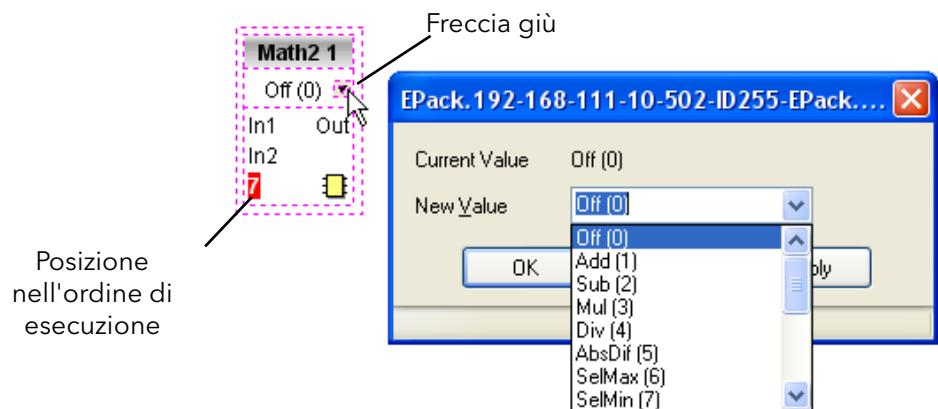 Freccia giù
Math2 1
Off (0)
In1 Out
In2
7
Posizione
nell'ordine di
esecuzione
EPack.192-168-111-10-502-ID255-EPack....
Current Value Off (0)
New Value Off (0)
Off (0)
Add (1)
Sub (2)
Mul (3)
Div (4)
AbsDif (5)
SelMax (6)
SelMin (7)
OK